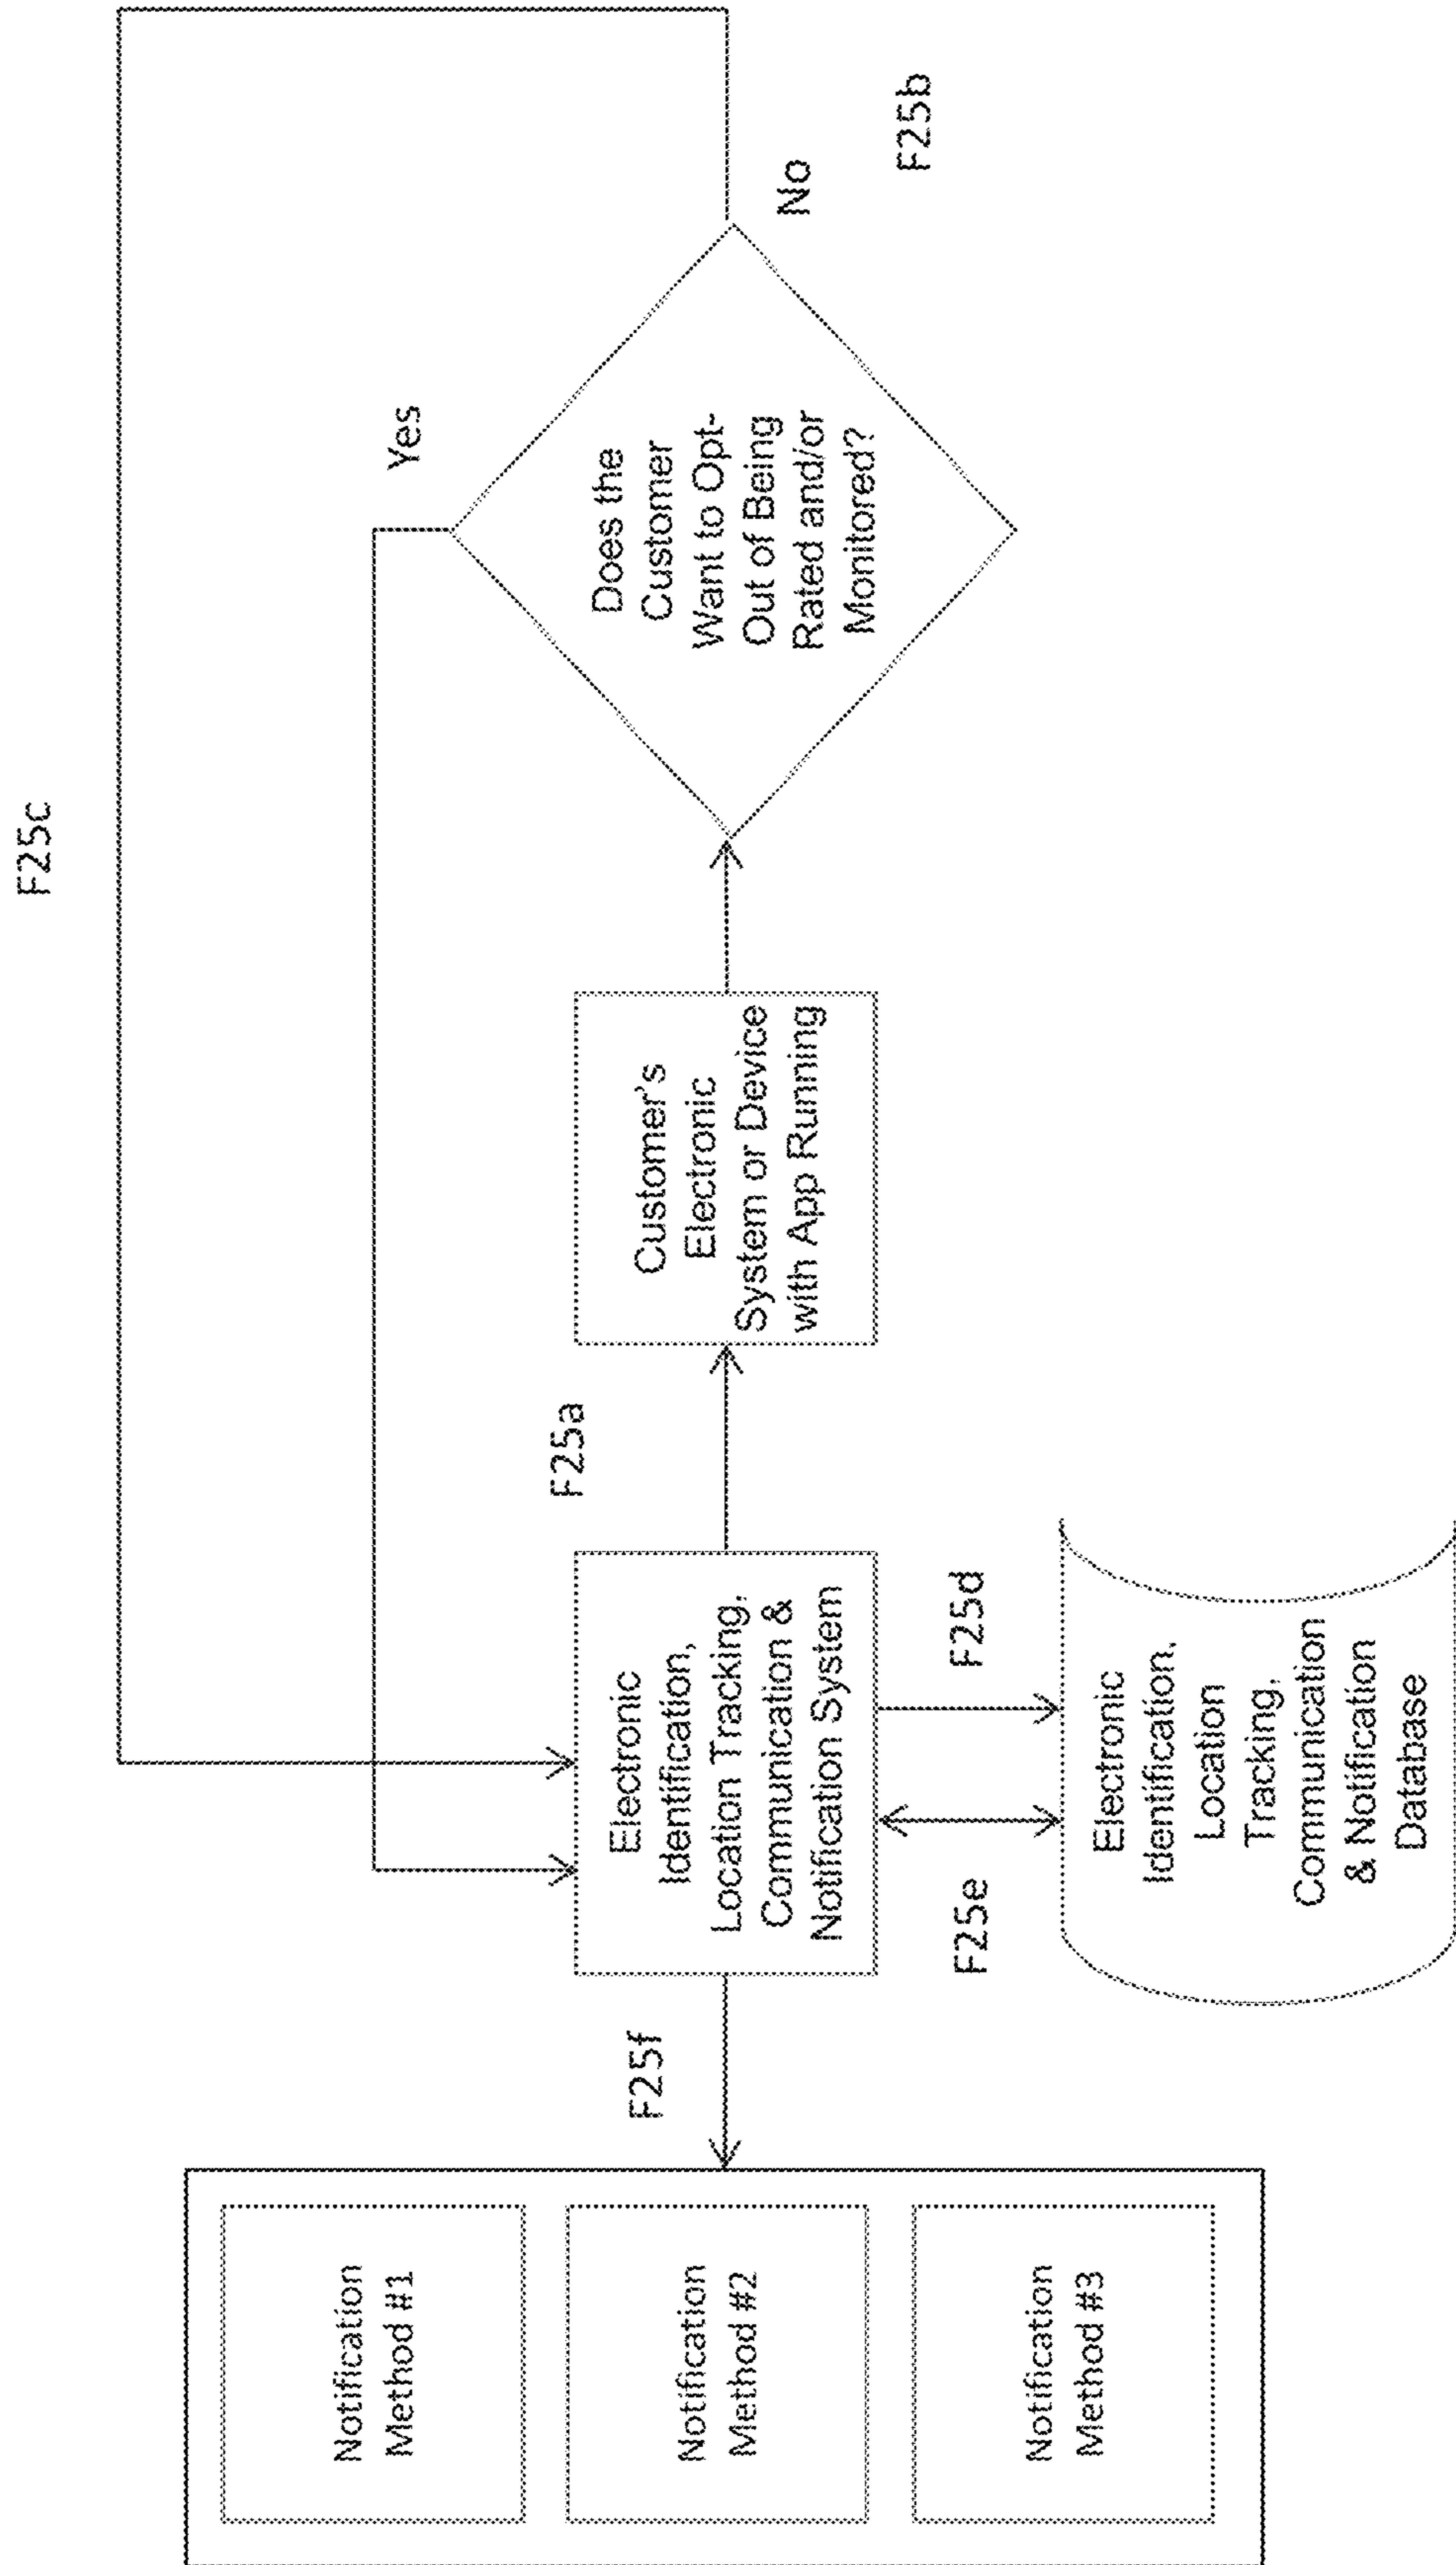 F25c
Yes
No
F25b
Does the
Customer
Want to Opt-
Out of Being
Rated and/or
Monitored?
F25a
Customer's
Electronic
System or Device
with App Running
F25f
Electronic
Identification,
Location Tracking,
Communication &
Notification System
F25e
F25d
Electronic
Identification,
Location
Tracking,
Communication
& Notification
Database
Notification
Method #1
Notification
Method #2
Notification
Method #3